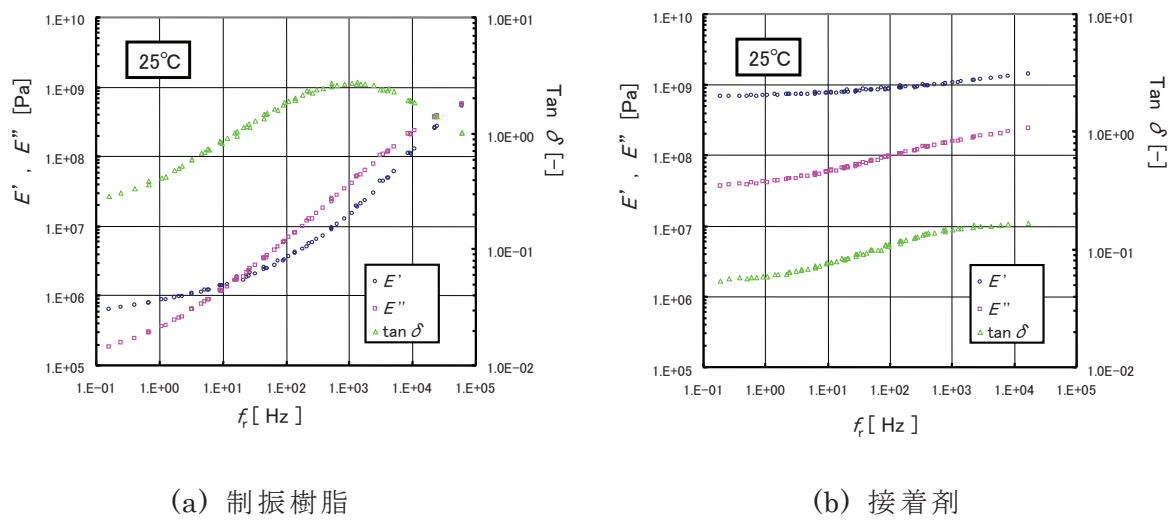 1.E+10
1.E+09
1.E+08
1.E+07
1.E+06
1.E+05
E' , E" [Pa]
25℃
E'
E"
tan δ
1.0E+01
1.0E+00
1.0E−01
1.0E−02
Tan δ [-]
1.E−01 1.E+00 1.E+01 1.E+02 1.E+03 1.E+04 1.E+05
fr [ Hz ]
(a) 制振樹脂
1.E+10
1.E+09
1.E+08
1.E+07
1.E+06
1.E+05
E' , E" [Pa]
25℃
E'
E"
tan δ
1.0E+01
1.0E+00
1.0E−01
1.0E−02
Tan δ [-]
1.E−01 1.E+00 1.E+01 1.E+02 1.E+03 1.E+04 1.E+05
fr [ Hz ]
(b) 接着剤